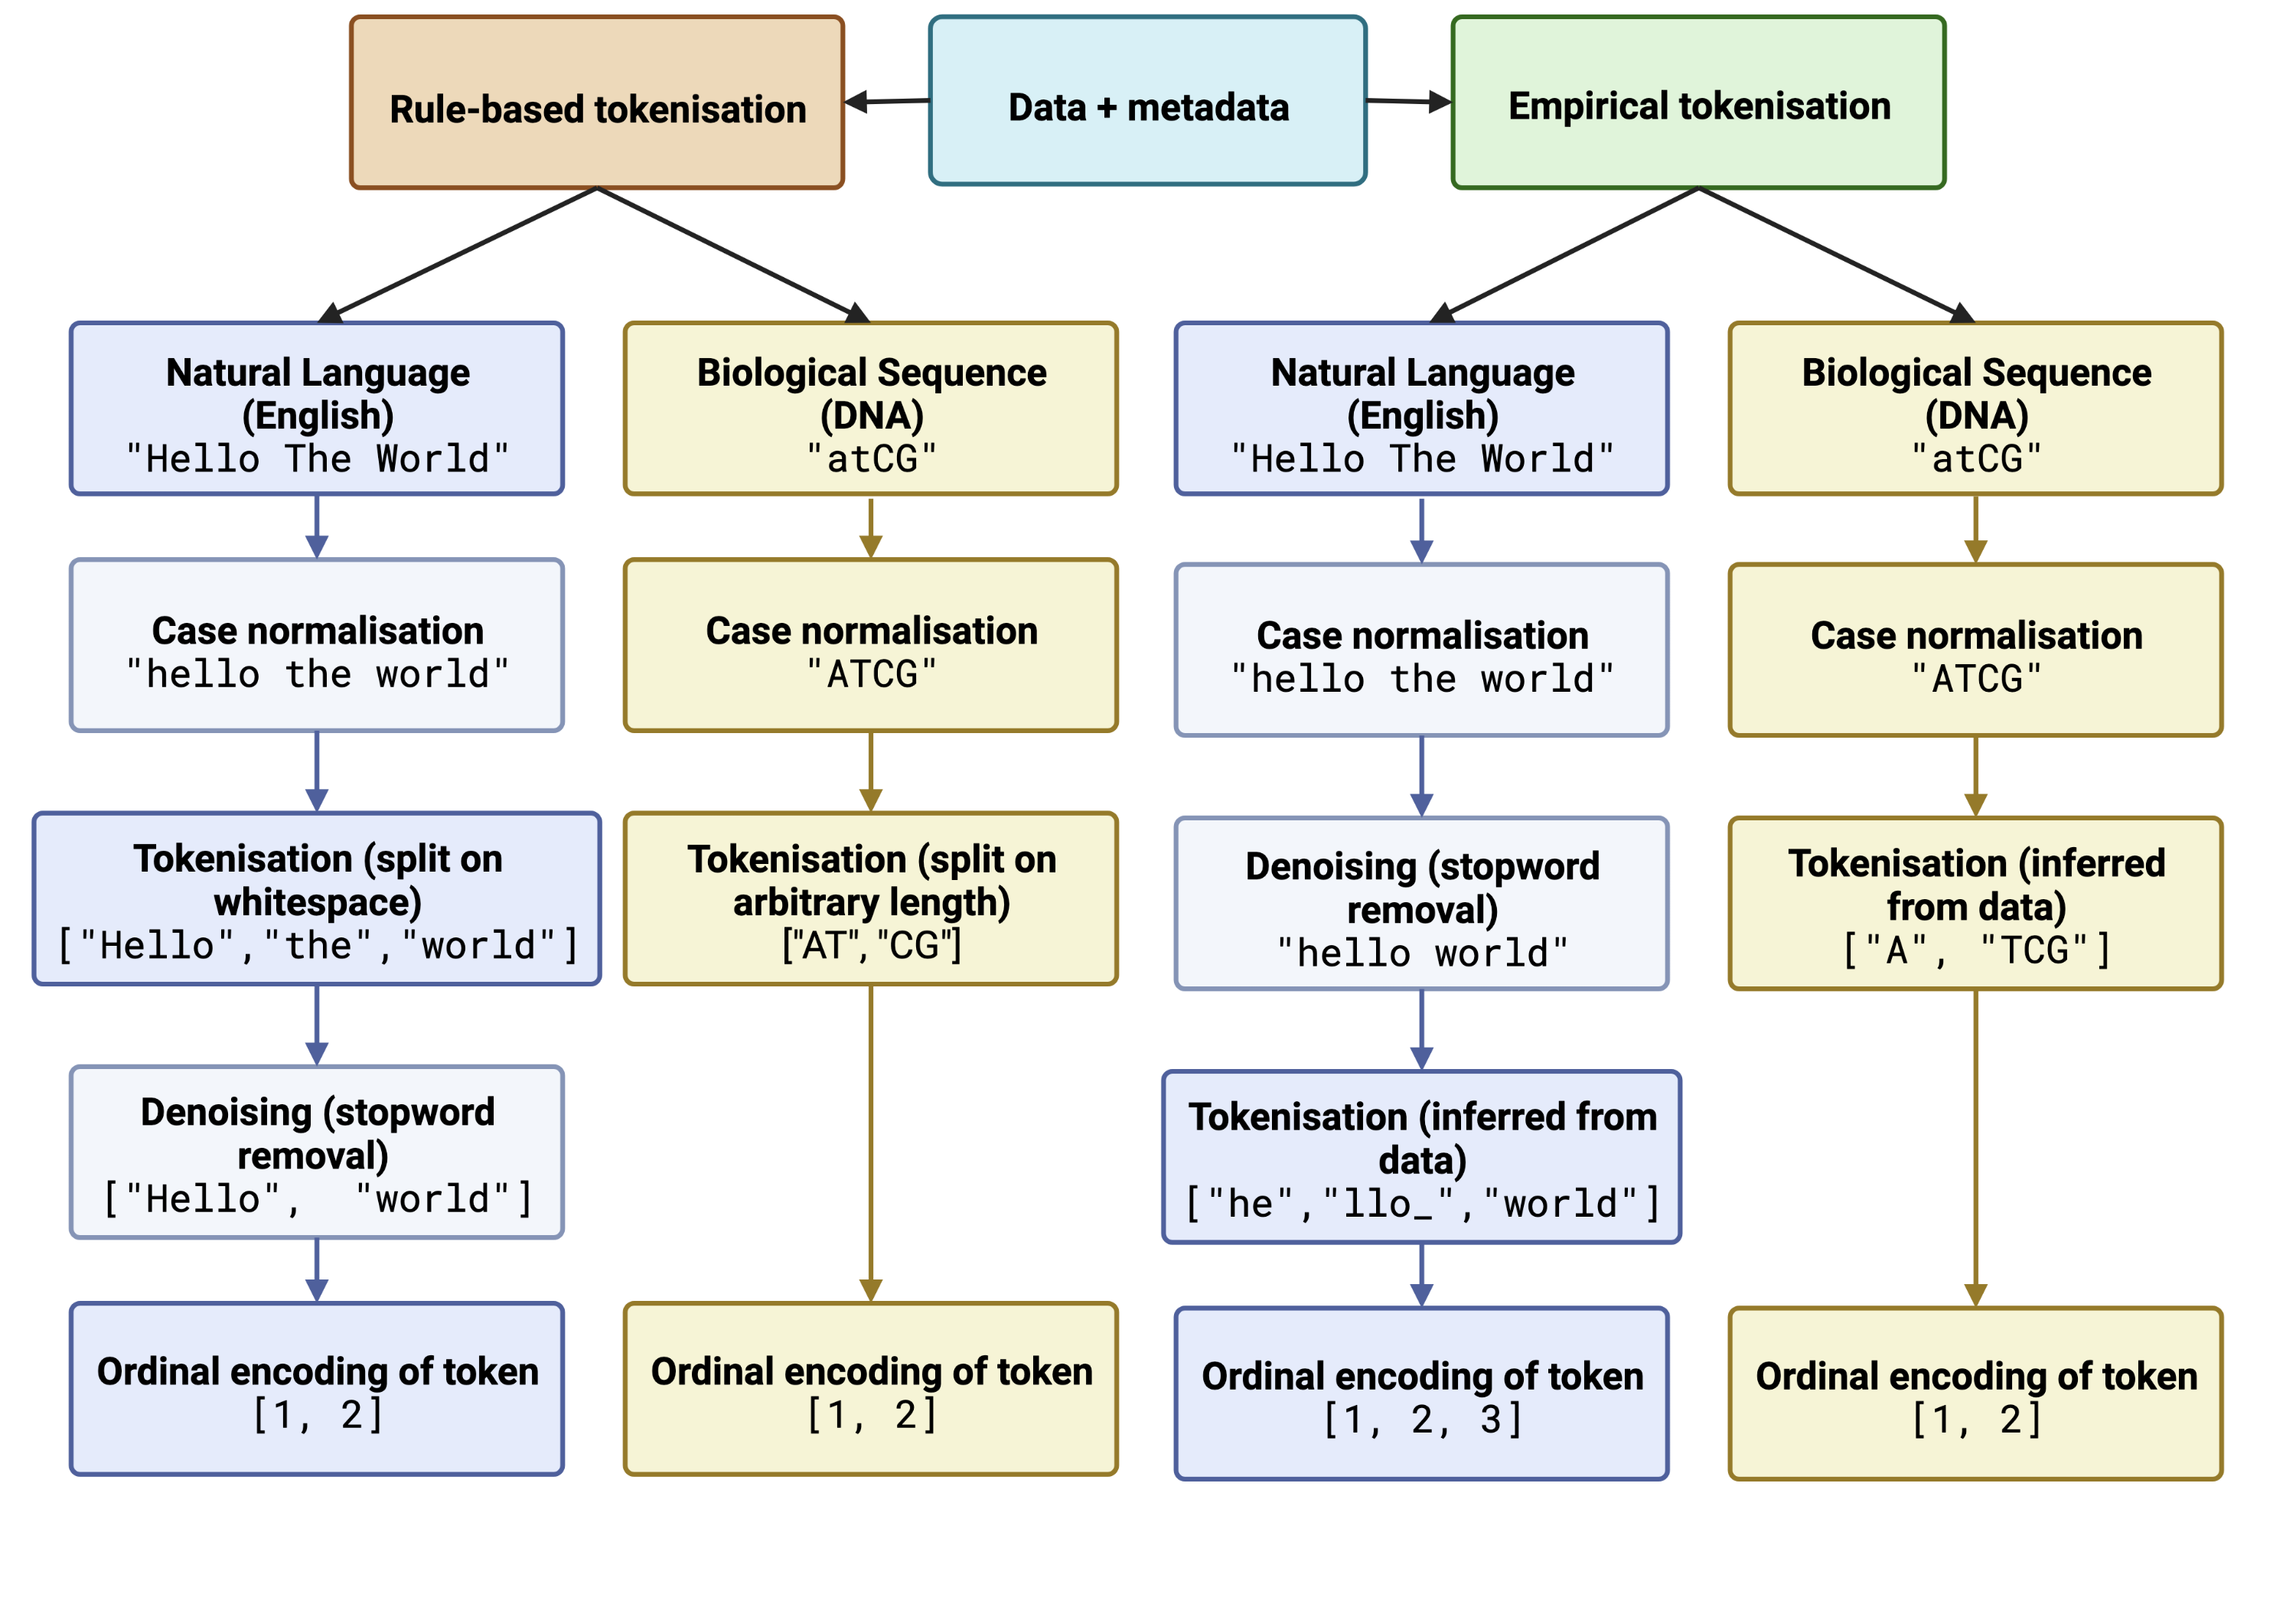 Rule-based tokenisation
Data + metadata
Empirical tokenisation
Natural Language
(English)
"Hello The World"
Biological Sequence
(DNA)
"atCG"
Natural Language
(English)
"Hello The World"
Biological Sequence
(DNA)
"atCG"
Case normalisation
"hello the world"
Case normalisation
"ATCG"
Case normalisation
"hello the world"
Case normalisation
"ATCG"
Tokenisation (split on
whitespace)
["Hello","the","world"]
Tokenisation (split on
arbitrary length)
["AT","CG"]
Denoising (stopword
removal)
"hello world"
Tokenisation (inferred
from data)
["A", "TCG"]
Denoising (stopword
removal)
["Hello",  "world"]
Tokenisation (inferred from
data)
["he","llo_","world"]
Ordinal encoding of token
[1, 2]
Ordinal encoding of token
[1, 2]
Ordinal encoding of token
[1, 2, 3]
Ordinal encoding of token
[1, 2]